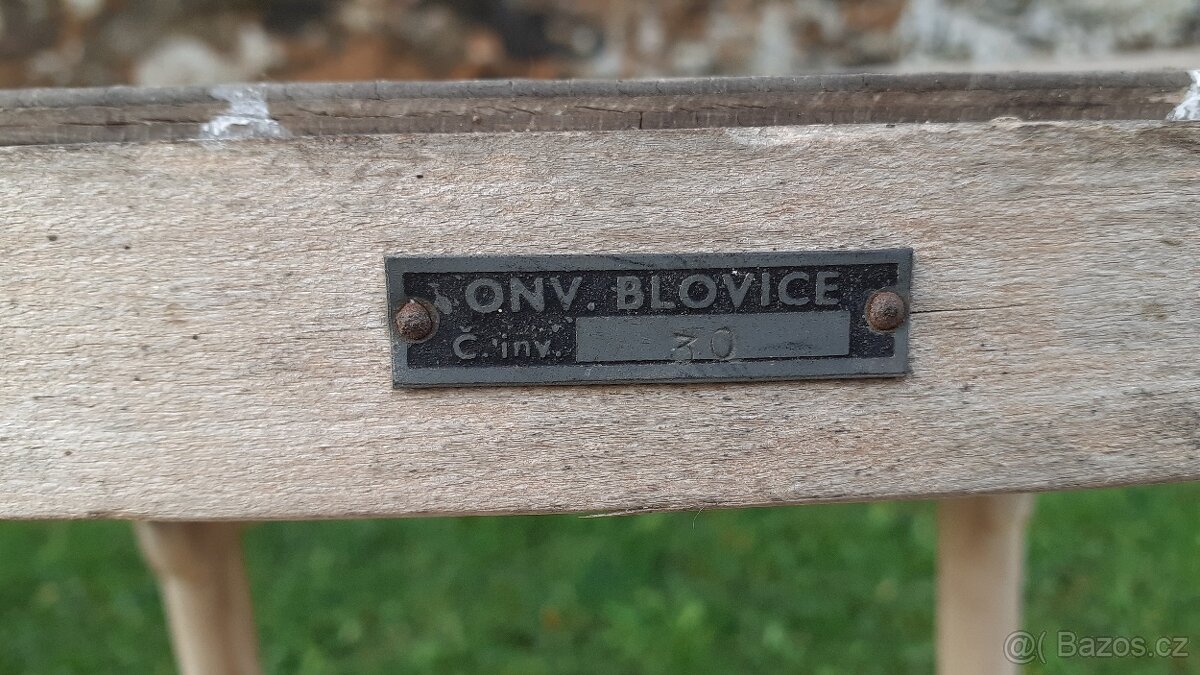 ONV. BLOVICE
Č. inv. 30
@( Bazos.cz